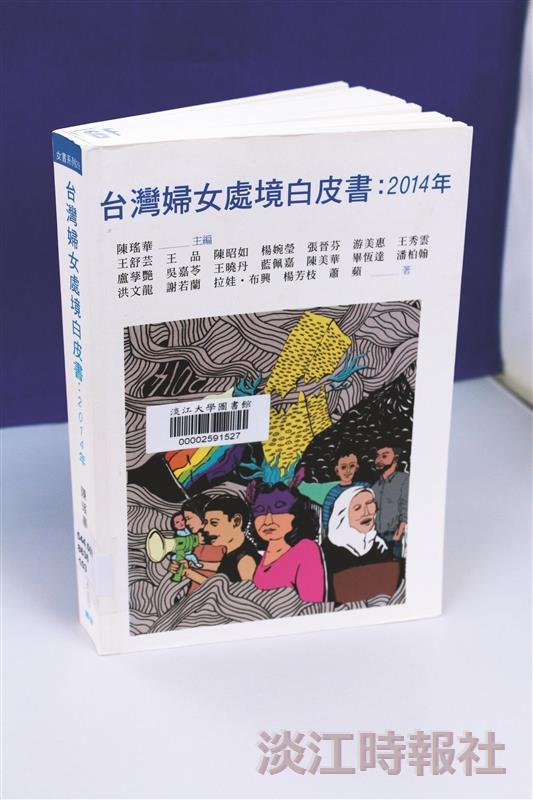 台灣婦女處境白皮書：2014年
陳瑤華 主編
王舒芸 王 品 陳昭如 楊婉瑩 張晉芬 游美惠 王秀雲
盧孳艷 吳嘉苓 王曉丹 藍佩嘉 陳美華 畢恆達 潘柏翰
洪文龍 謝若蘭 拉娃・布興 楊芳枝 蕭蘋 著
淡江大學圖書館
00002591527
台灣婦女處境白皮書：2014年
淡江時報社